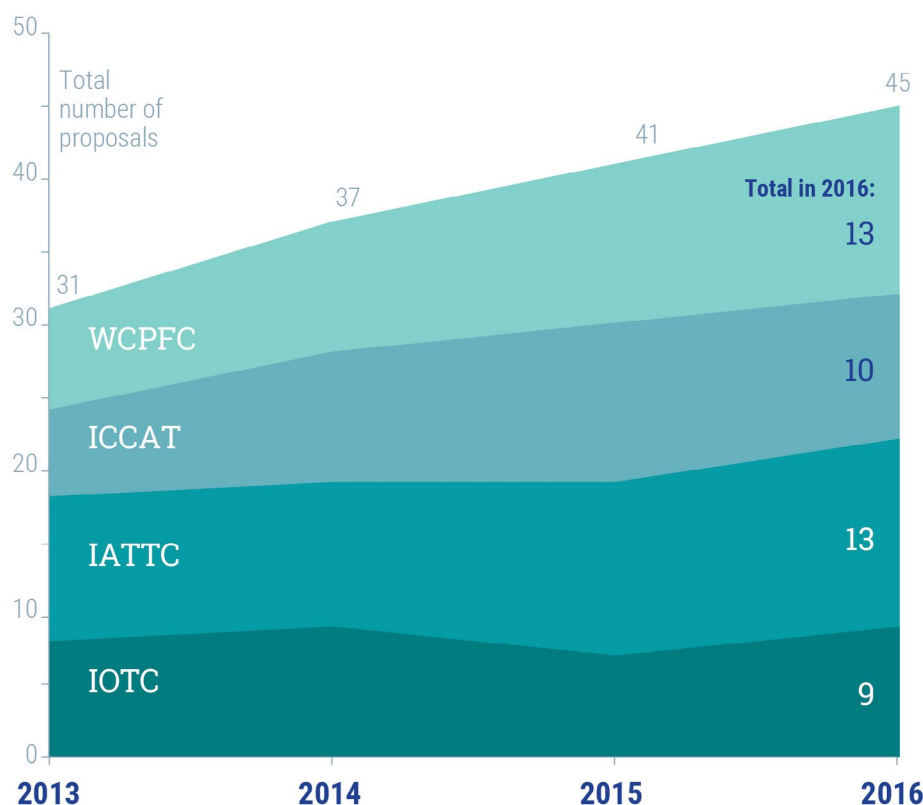 50
Total
number of
proposals
45
41
40
Total in 2016:
37
13
31
30
WCPFC
10
ICCAT
20
IATTC
13
10
IOTC
9
0
2013 2014 2015 2016